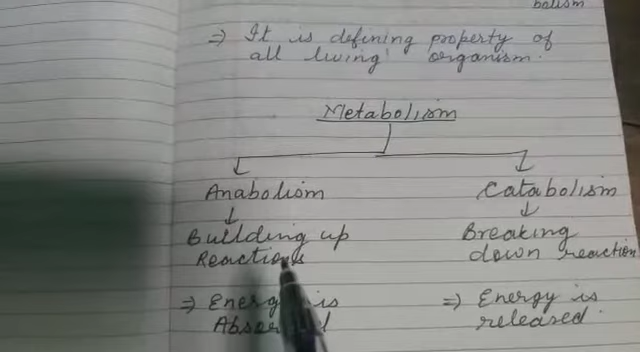 bolism
⇒ It is defining property of
all living organism.
Metabolism
Anabolism
Catabolism
Building up
Reactions
Breaking
down reaction
⇒ Energy is
⇒ Energy is
released.